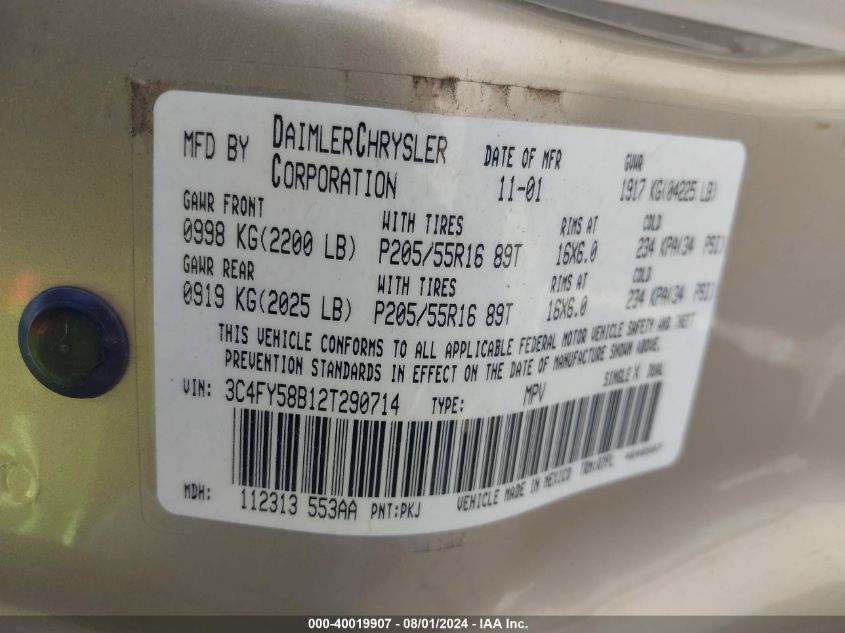 MFD BY DAIMLERCHRYSLER CORPORATION
DATE OF MFR 11-01
GVWR 1917 KG(04225 LB)
GAWR FRONT WITH TIRES RIMS AT COLD
0998 KG(2200 LB) P205/55R16 89T 16X6.0 234 KPA(34 PSI)
GAWR REAR WITH TIRES RIMS AT COLD
0919 KG(2025 LB) P205/55R16 89T 16X6.0 234 KPA(34 PSI)
THIS VEHICLE CONFORMS TO ALL APPLICABLE FEDERAL MOTOR VEHICLE SAFETY AND THEFT
PREVENTION STANDARDS IN EFFECT ON THE DATE OF MANUFACTURE SHOWN ABOVE.
VIN: 3C4FY58B12T290714 TYPE: MPV SINGLE X DUAL
MDH: 112313 553AA PNT:PKJ VEHICLE MADE IN MEXICO
000-40019907 - 08/01/2024 - IAA Inc.